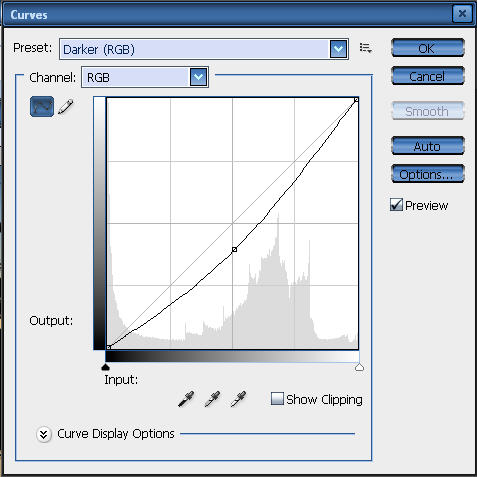 Curves
Preset: Darker (RGB)
OK
Channel: RGB
Cancel
Smooth
Auto
Options...
Preview
Output:
Input:
Show Clipping
Curve Display Options